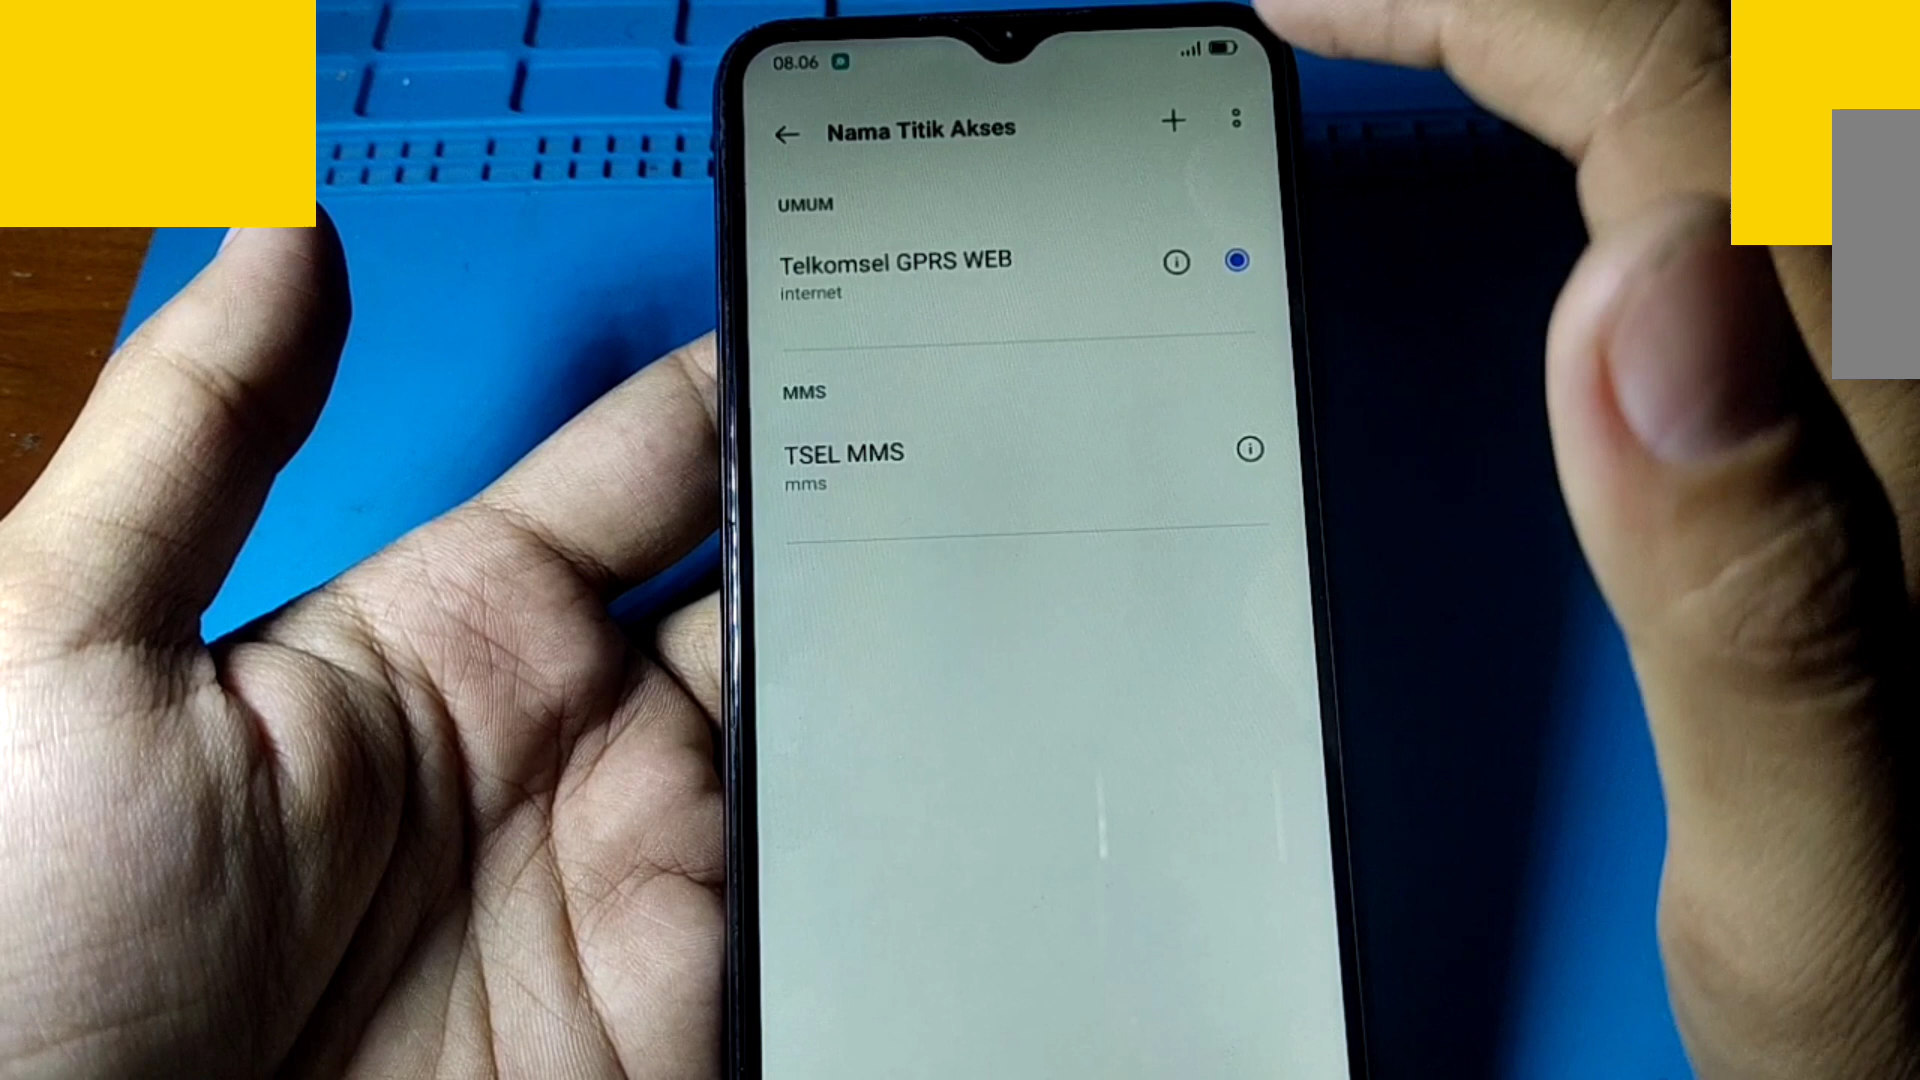 08.06
Nama Titik Akses
UMUM
Telkomsel GPRS WEB
internet
MMS
TSEL MMS
mms